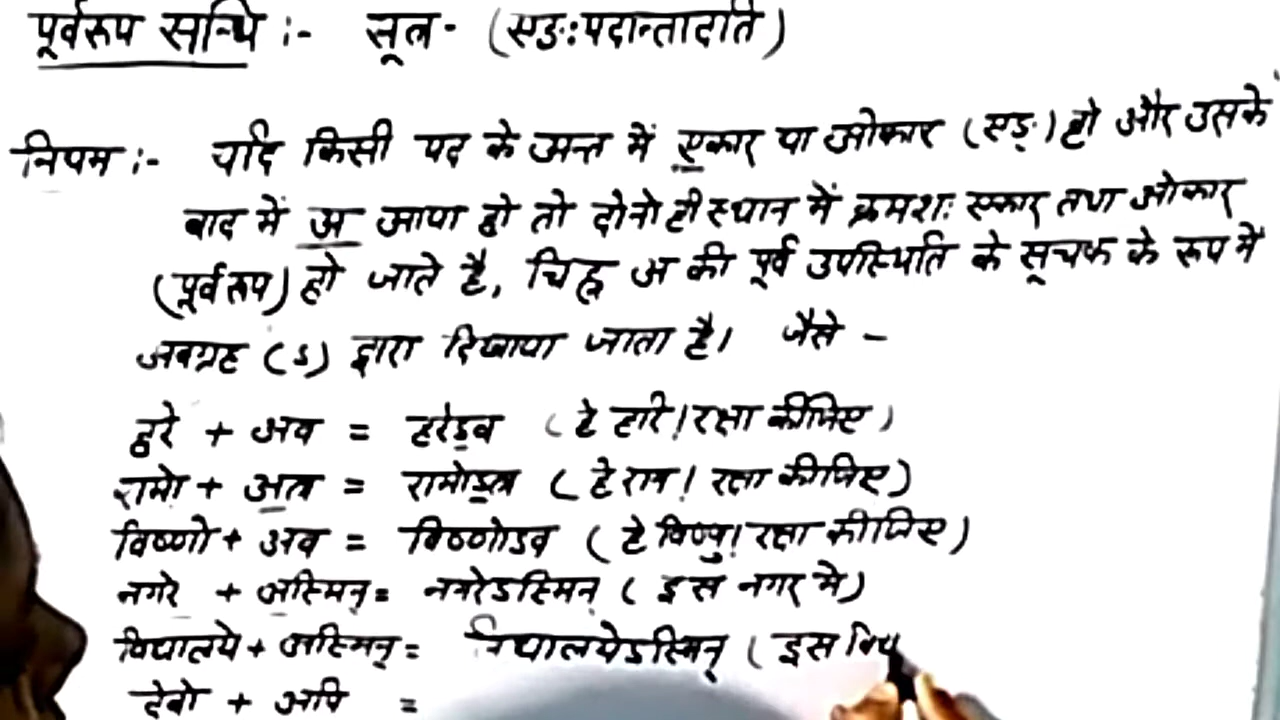 पूर्वरूप सन्धि :- सूत्र- (एङ:पदान्तादति)
नियम :- यदि किसी पद के अन्त में एकार या ओकार (एङ्) हो और उसके
बाद में अ आया हो तो दोनो ही स्थान में क्रमशः एकार तथा ओकार
(पूर्वरूप) हो जाते है, चिह्न अ की पूर्व उपस्थिति के सूचक के रूप में
अवग्रह (ऽ) द्वारा दिखाया जाता है। जैसे -
हरे + अव = हरेऽव (हे हरि! रक्षा कीजिए)
रामो + अत्र = रामोऽत्र (हे राम! रक्षा कीजिए)
विष्णो + अव = विष्णोऽव (हे विष्णु! रक्षा कीजिए)
नगरे + अस्मिन् = नगरेऽस्मिन् (इस नगर मे)
विद्यालये + अस्मिन् = विद्यालयेऽस्मिन् (इस विद्य
देवो + अपि =